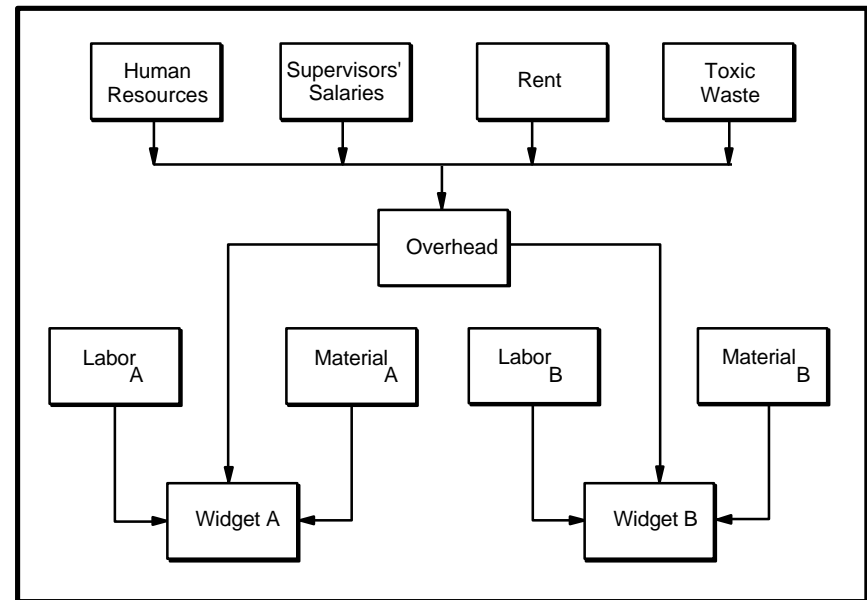 Human
Resources
Supervisors'
Salaries
Rent
Toxic
Waste
Overhead
Labor A
Material A
Labor B
Material B
Widget A
Widget B